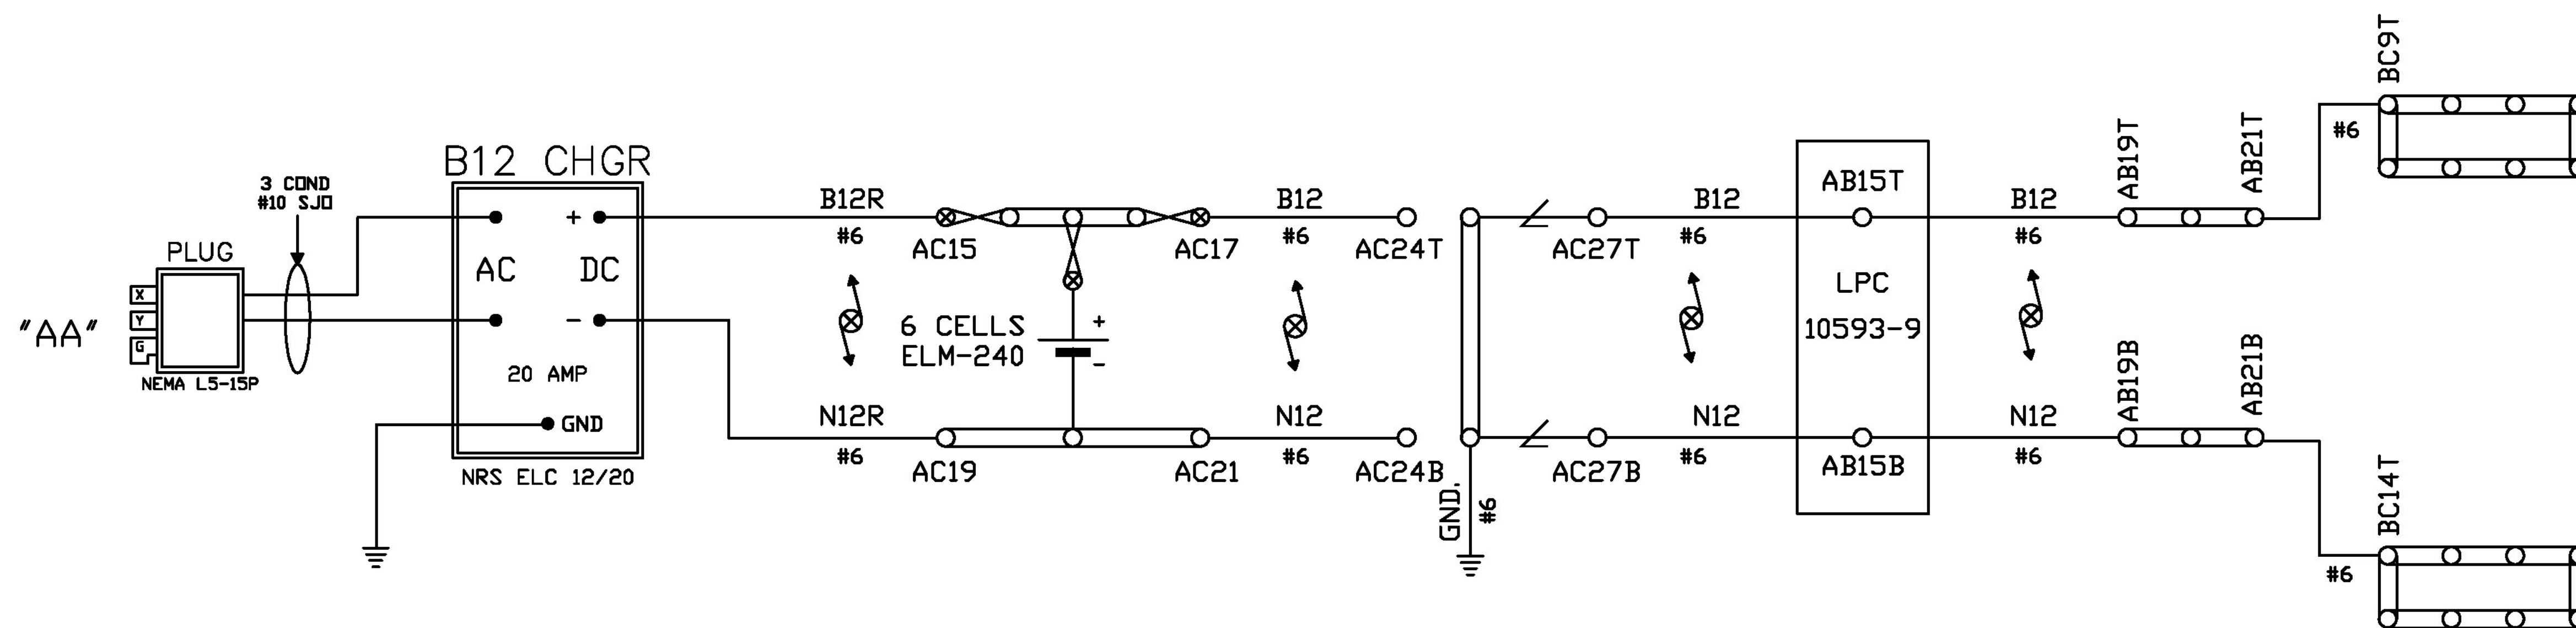 "AA"
PLUG
X
Y
G
NEMA L5-15P
3 COND
#10 SJO
B12 CHGR
AC
+
DC
-
20 AMP
GND
NRS ELC 12/20
B12R
#6
N12R
#6
AC15
AC17
6 CELLS
ELM-240
+
-
AC19
AC21
B12
#6
N12
#6
AC24T
AC24B
GND.
#6
AC27T
AC27B
B12
#6
N12
#6
AB15T
LPC
10593-9
AB15B
B12
#6
N12
#6
AB19T
AB21T
AB19B
AB21B
#6
BC9T
#6
BC14T